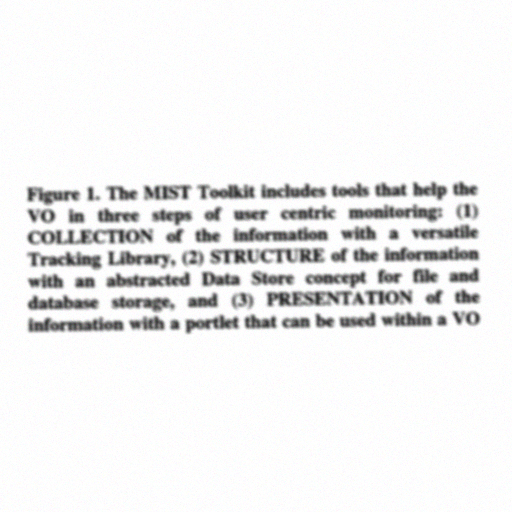 Figure 1. The MIST Toolkit includes tools that help the
VO in three steps of user centric monitoring: (1)
COLLECTION of the information with a versatile
Tracking Library, (2) STRUCTURE of the information
with an abstracted Data Store concept for file and
database storage, and (3) PRESENTATION of the
information with a portlet that can be used within a VO